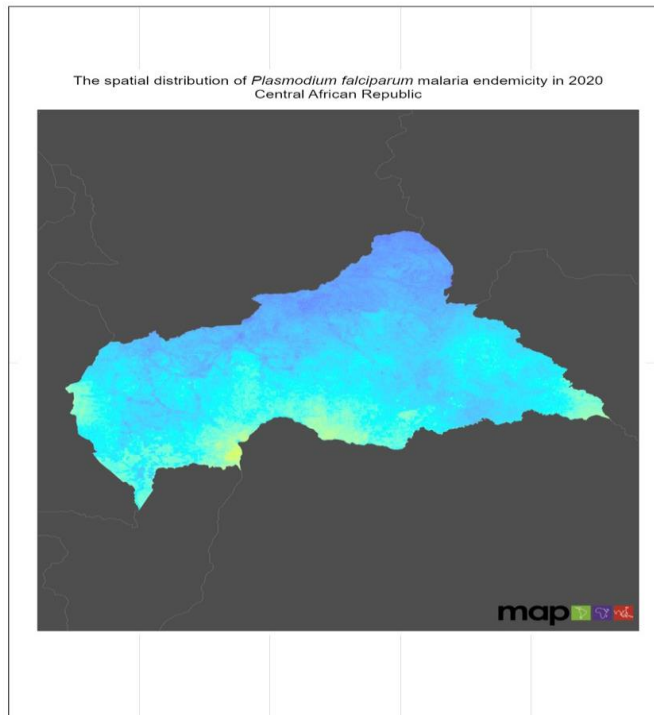 The spatial distribution of Plasmodium falciparum malaria endemicity in 2020
Central African Republic
map